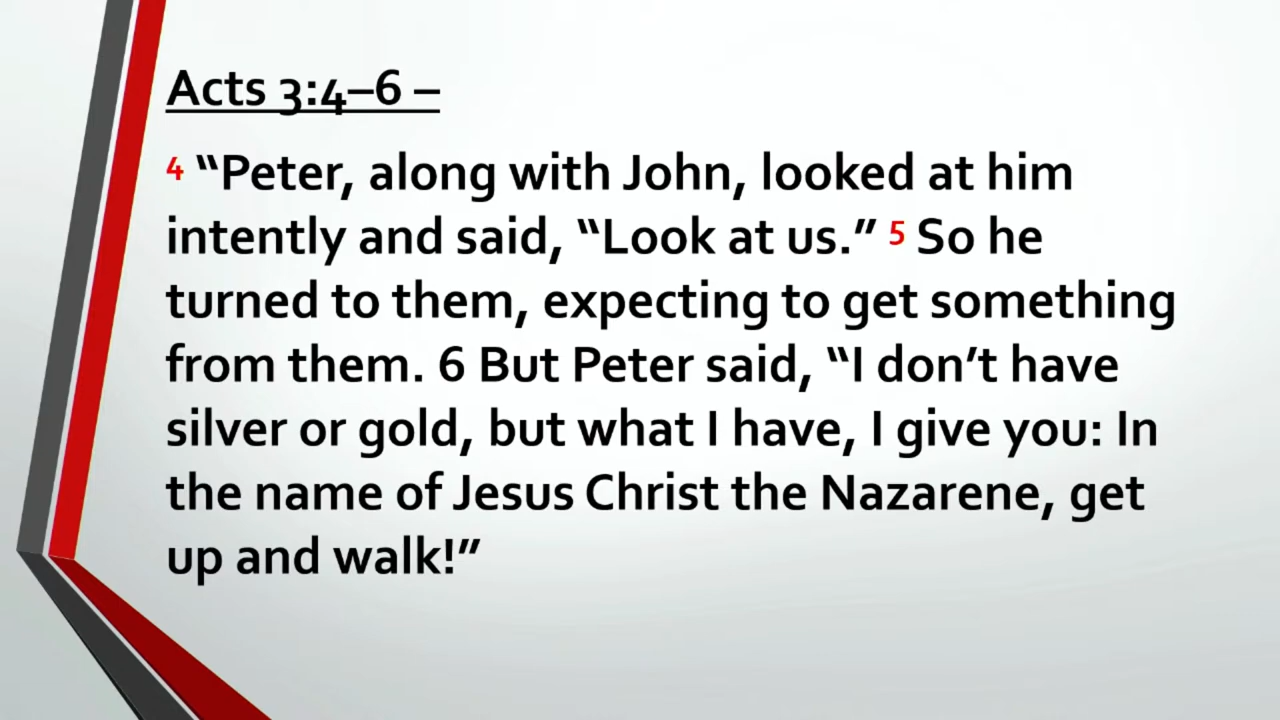 Acts 3:4–6 –
4 “Peter, along with John, looked at him
intently and said, “Look at us.” 5 So he
turned to them, expecting to get something
from them. 6 But Peter said, “I don’t have
silver or gold, but what I have, I give you: In
the name of Jesus Christ the Nazarene, get
up and walk!”